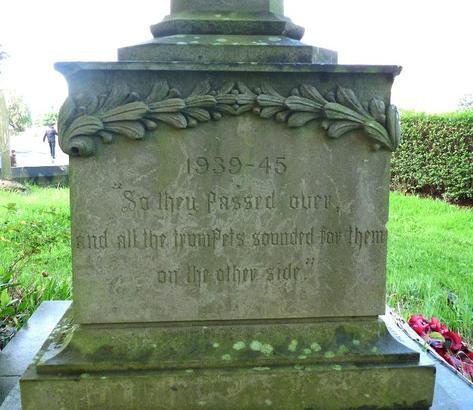 1939-45
"So they passed over,
and all the trumpets sounded for them
on the other side."